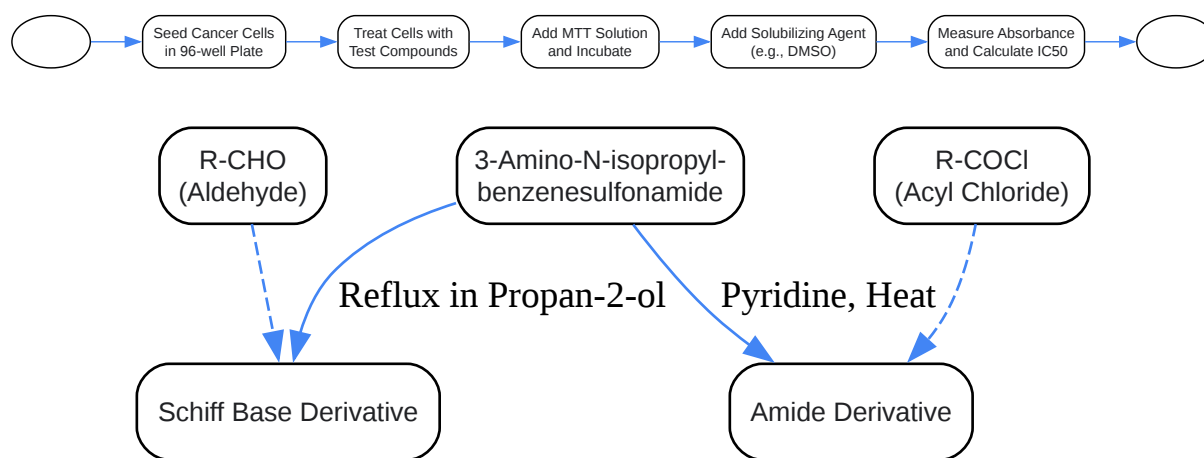 Seed Cancer Cells
in 96-well Plate
Treat Cells with
Test Compounds
Add MTT Solution
and Incubate
Add Solubilizing Agent
(e.g., DMSO)
Measure Absorbance
and Calculate IC50
R-CHO
(Aldehyde)
3-Amino-N-isopropyl-
benzenesulfonamide
R-COCl
(Acyl Chloride)
Reflux in Propan-2-ol
Pyridine, Heat
Schiff Base Derivative
Amide Derivative